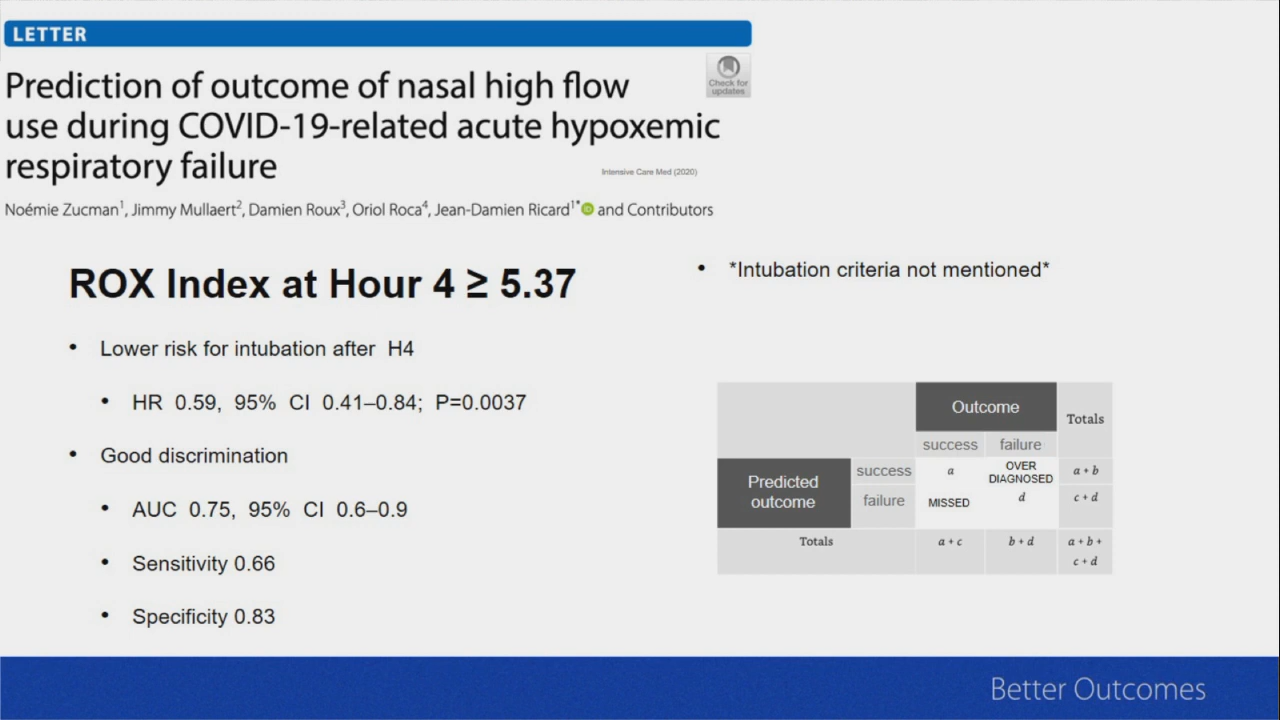 LETTER
Prediction of outcome of nasal high flow
use during COVID-19-related acute hypoxemic
respiratory failure
Check for
updates
Intensive Care Med (2020)
Noémie Zucman1, Jimmy Mullaert2, Damien Roux3, Oriol Roca4, Jean-Damien Ricard1* and Contributors
ROX Index at Hour 4 ≥ 5.37
• Lower risk for intubation after H4
• HR 0.59, 95% CI 0.41–0.84; P=0.0037
• Good discrimination
• AUC 0.75, 95% CI 0.6–0.9
• Sensitivity 0.66
• Specificity 0.83
• *Intubation criteria not mentioned*
Outcome Totals
success failure
Predicted outcome success a OVER DIAGNOSED a + b
failure MISSED d c + d
Totals a + c b + d a + b + c + d
Better Outcomes